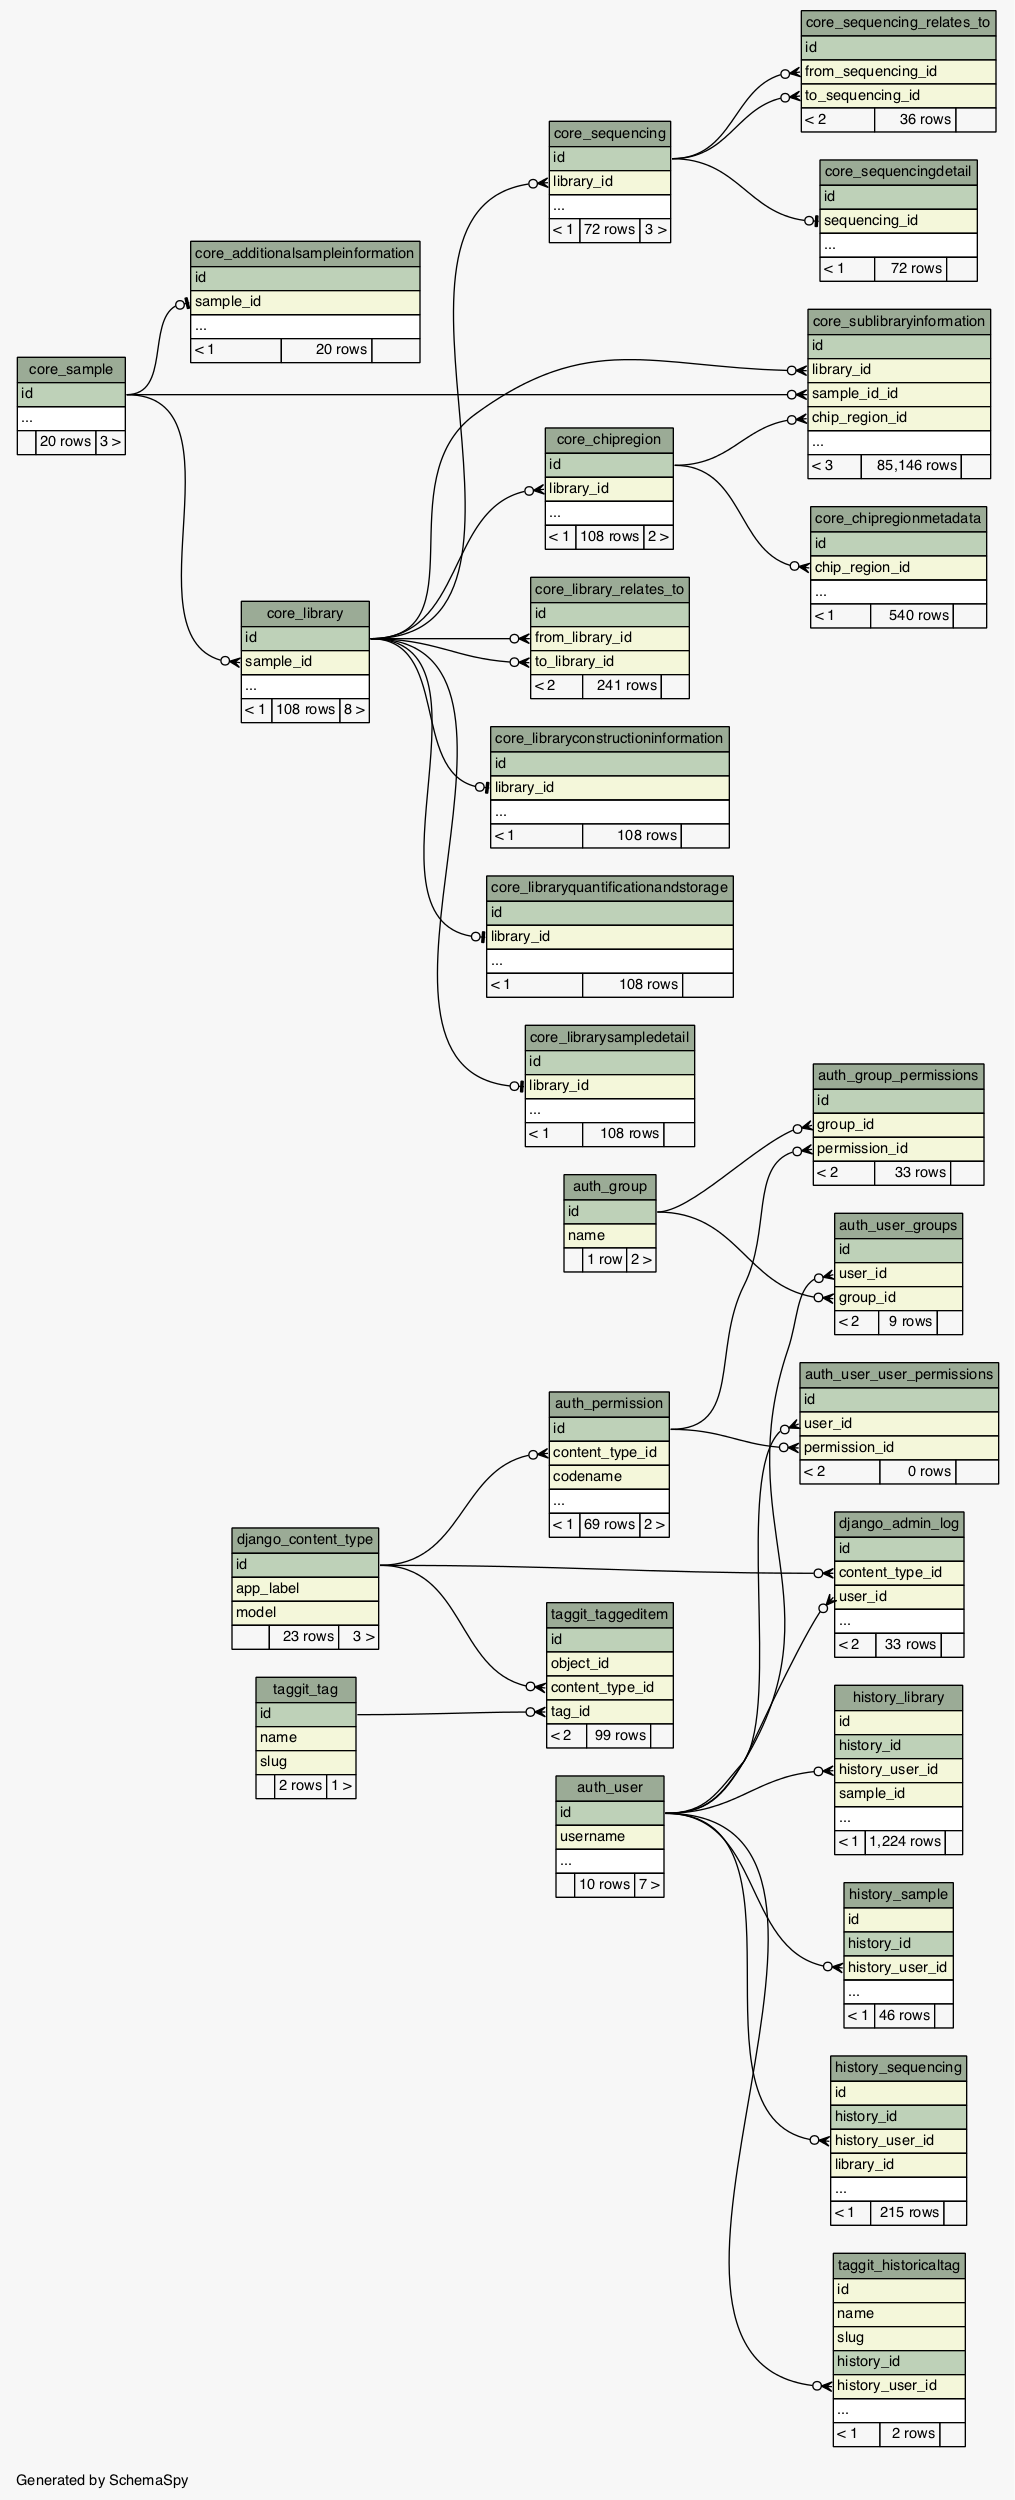 core_sequencing_relates_to
id
from_sequencing_id
to_sequencing_id
< 2 36 rows
core_sequencing
id
library_id
...
< 1 72 rows 3 >
core_sequencingdetail
id
sequencing_id
...
< 1 72 rows
core_additionalsampleinformation
id
sample_id
...
< 1 20 rows
core_sample
id
...
20 rows 3 >
core_sublibraryinformation
id
library_id
sample_id_id
chip_region_id
...
< 3 85,146 rows
core_chipregion
id
library_id
...
< 1 108 rows 2 >
core_chipregionmetadata
id
chip_region_id
...
< 1 540 rows
core_library
id
sample_id
...
< 1 108 rows 8 >
core_library_relates_to
id
from_library_id
to_library_id
< 2 241 rows
core_libraryconstructioninformation
id
library_id
...
< 1 108 rows
core_libraryquantificationandstorage
id
library_id
...
< 1 108 rows
core_librarysampledetail
id
library_id
...
< 1 108 rows
auth_group_permissions
id
group_id
permission_id
< 2 33 rows
auth_group
id
name
1 row 2 >
auth_user_groups
id
user_id
group_id
< 2 9 rows
auth_user_user_permissions
id
user_id
permission_id
< 2 0 rows
auth_permission
id
content_type_id
codename
...
< 1 69 rows 2 >
django_content_type
id
app_label
model
23 rows 3 >
django_admin_log
id
content_type_id
user_id
...
< 2 33 rows
taggit_taggeditem
id
object_id
content_type_id
tag_id
< 2 99 rows
taggit_tag
id
name
slug
2 rows 1 >
history_library
id
history_id
history_user_id
sample_id
...
< 1 1,224 rows
auth_user
id
username
...
10 rows 7 >
history_sample
id
history_id
history_user_id
...
< 1 46 rows
history_sequencing
id
history_id
history_user_id
library_id
...
< 1 215 rows
taggit_historicaltag
id
name
slug
history_id
history_user_id
...
< 1 2 rows
Generated by SchemaSpy